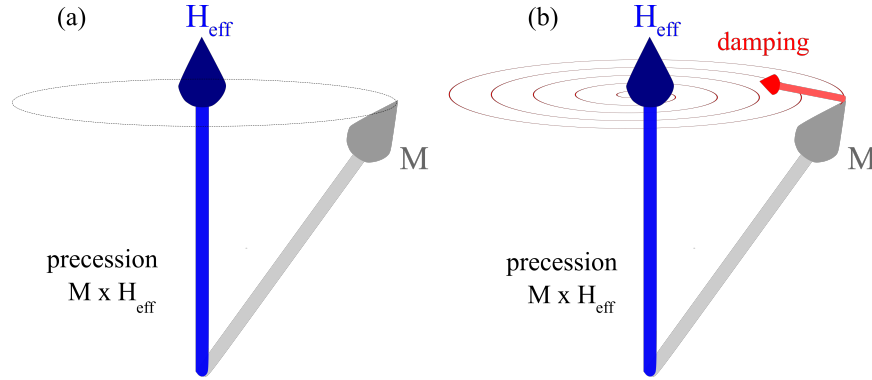 (a)
H_eff
M
precession
M x H_eff
(b)
H_eff
damping
M
precession
M x H_eff